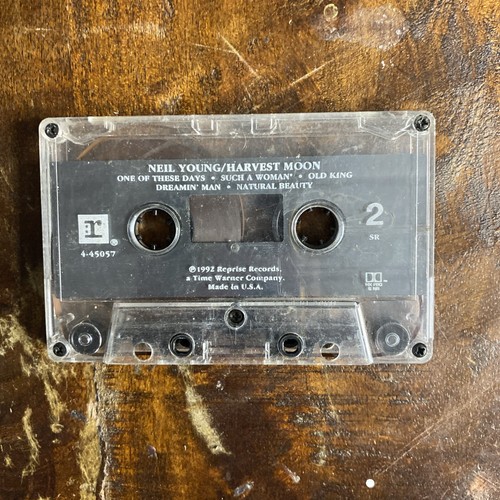 NEIL YOUNG/HARVEST MOON
ONE OF THESE DAYS • SUCH A WOMAN* • OLD KING
DREAMIN' MAN • NATURAL BEAUTY
r ®
4-45057
2
SR
℗1992 Reprise Records,
a Time Warner Company.
Made in U.S.A.